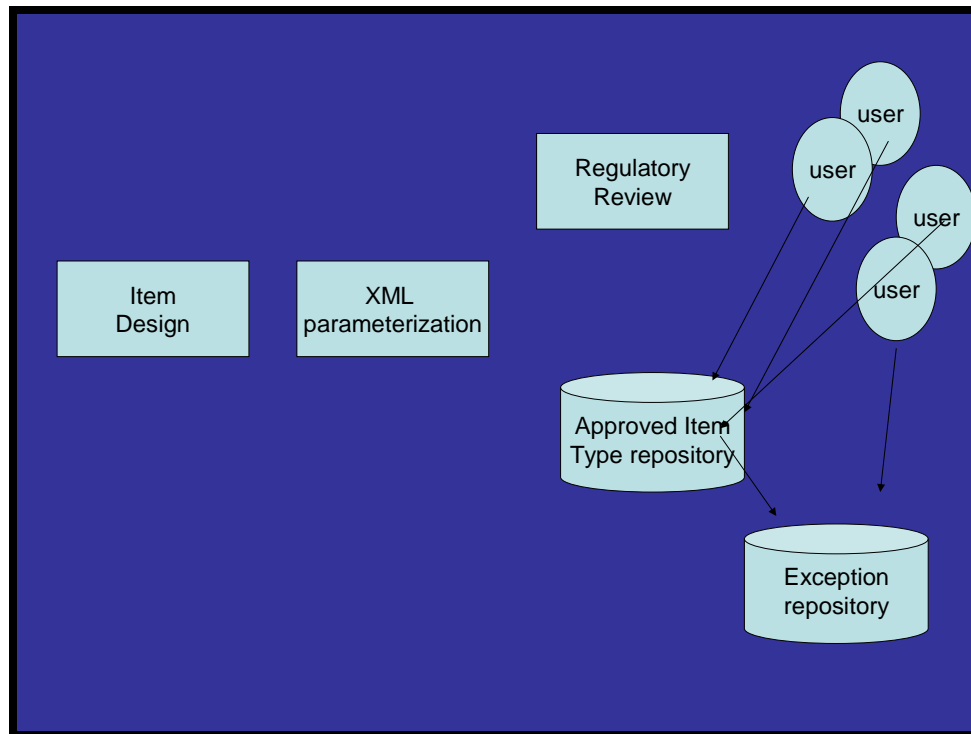 user
user
Regulatory
Review
user
user
Item
Design
XML
parameterization
Approved Item
Type repository
Exception
repository